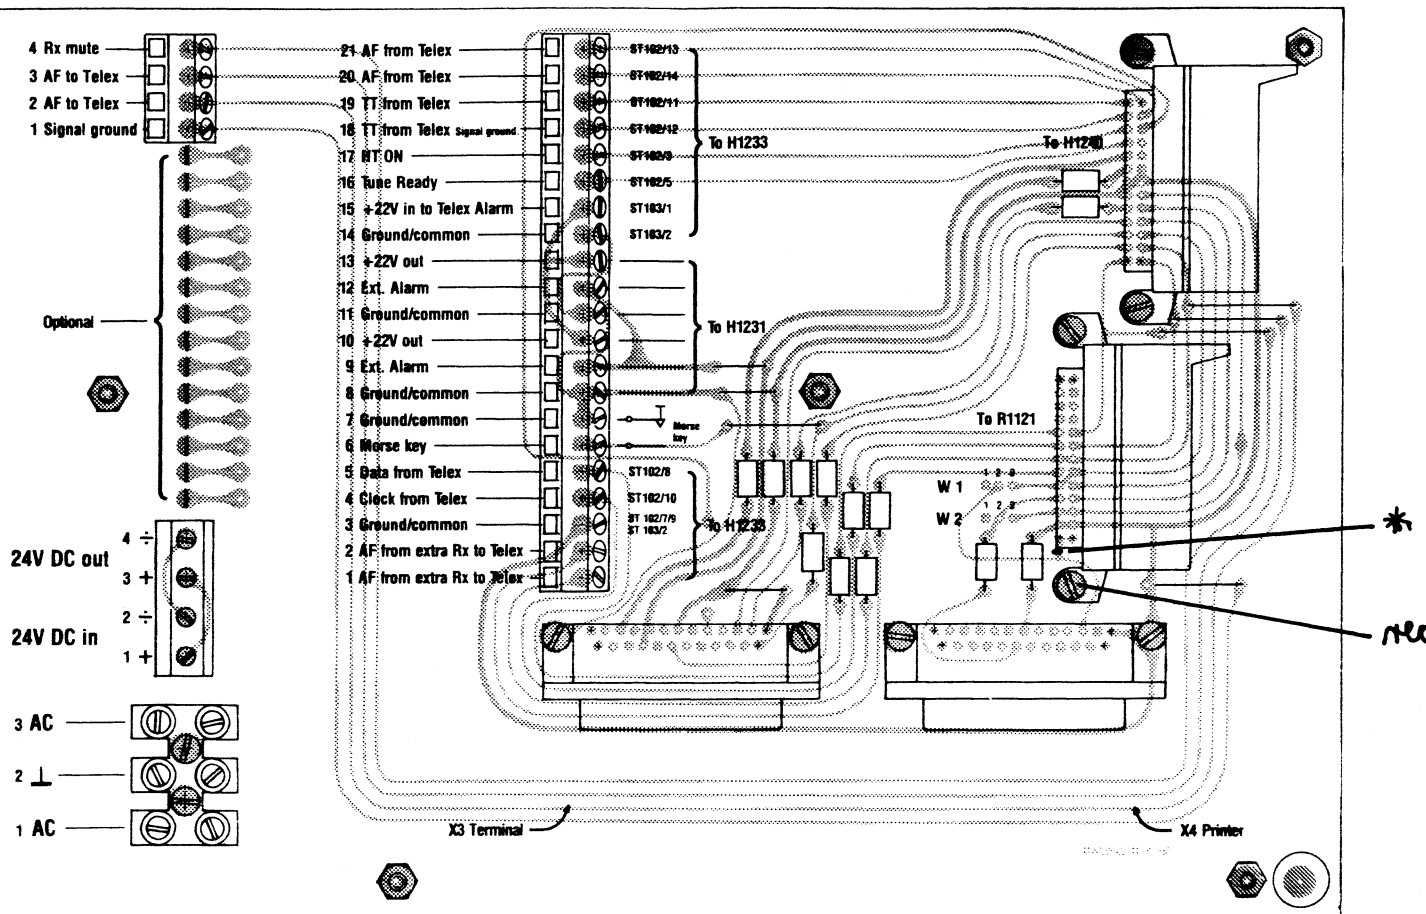 4 Rx mute
3 AF to Telex
2 AF to Telex
1 Signal ground
Optional
24V DC out
4 ÷
3 +
24V DC in
2 ÷
1 +
3 AC
2 ⊥
1 AC
21 AF from Telex ST102/13
20 AF from Telex ST102/14
19 TT from Telex ST102/11
18 TT from Telex Signal ground ST102/12
To H1233
17 HT ON ST102/3
16 Tune Ready ST102/5
15 +22V in to Telex Alarm ST103/1
14 Ground/common ST103/2
13 +22V out
12 Ext. Alarm
11 Ground/common
To H1231
10 +22V out
9 Ext. Alarm
8 Ground/common
7 Ground/common
6 Morse key
Morse
key
5 Data from Telex ST102/8
4 Clock from Telex ST102/10
3 Ground/common ST 102/7/9
ST 103/2
To H1233
2 AF from extra Rx to Telex
1 AF from extra Rx to Telex
To H1240
To R1121
1 2 3
W 1
1 2 3
W 2
*
X3 Terminal
X4 Printer